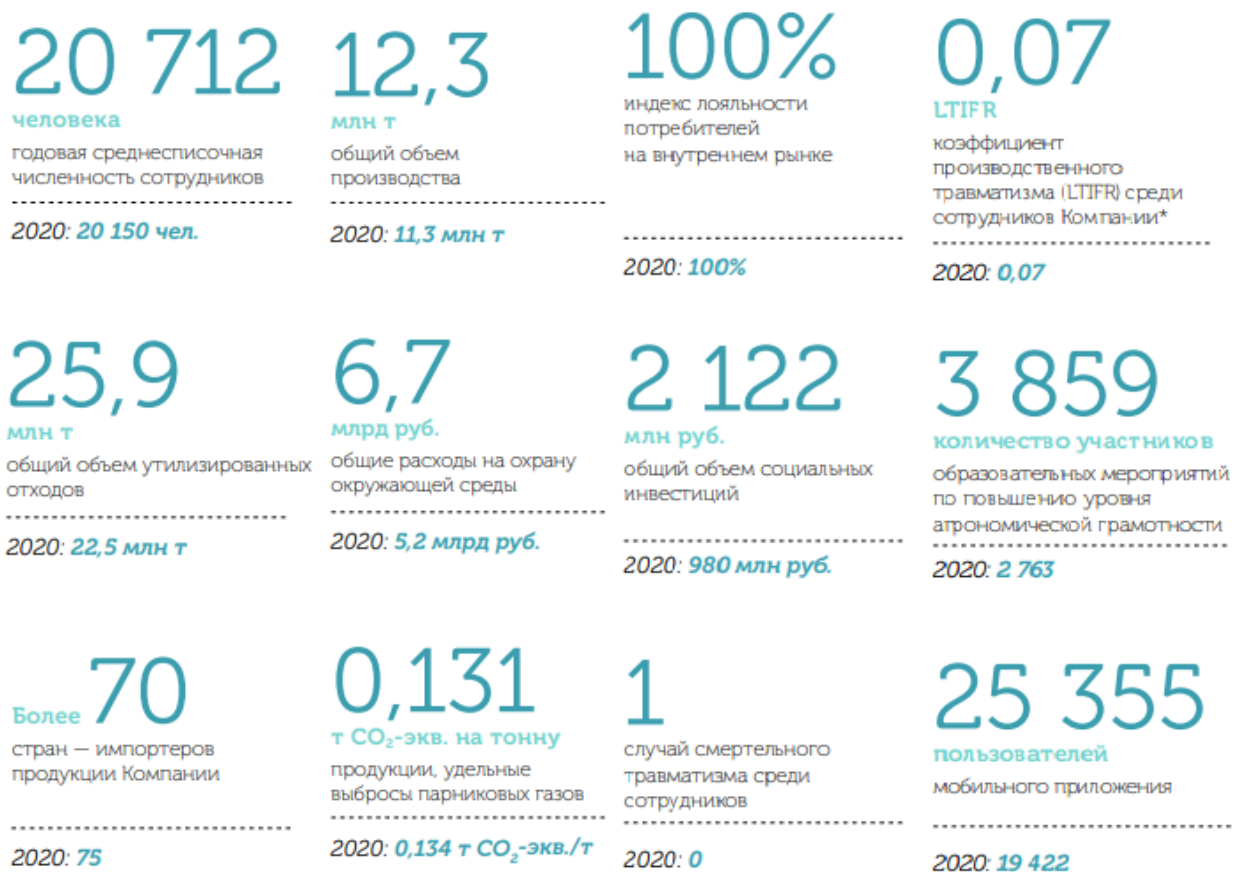 20 712
человека
годовая среднесписочная
численность сотрудников
2020: 20 150 чел.
12,3
млн т
общий объем
производства
2020: 11,3 млн т
100%
индекс лояльности
потребителей
на внутреннем рынке
2020: 100%
0,07
LTIFR
коэффициент
производственного
травматизма (LTIFR) среди
сотрудников Компании*
2020: 0,07
25,9
млн т
общий объем утилизированных
отходов
2020: 22,5 млн т
6,7
млрд руб.
общие расходы на охрану
окружающей среды
2020: 5,2 млрд руб.
2 122
млн руб.
общий объем социальных
инвестиций
2020: 980 млн руб.
3 859
количество участников
образовательных мероприятий
по повышению уровня
агрономической грамотности
2020: 2 763
Более 70
стран — импортеров
продукции Компании
2020: 75
0,131
т CO₂-экв. на тонну
продукции, удельные
выбросы парниковых газов
2020: 0,134 т CO₂-экв./т
1
случай смертельного
травматизма среди
сотрудников
2020: 0
25 355
пользователей
мобильного приложения
2020: 19 422